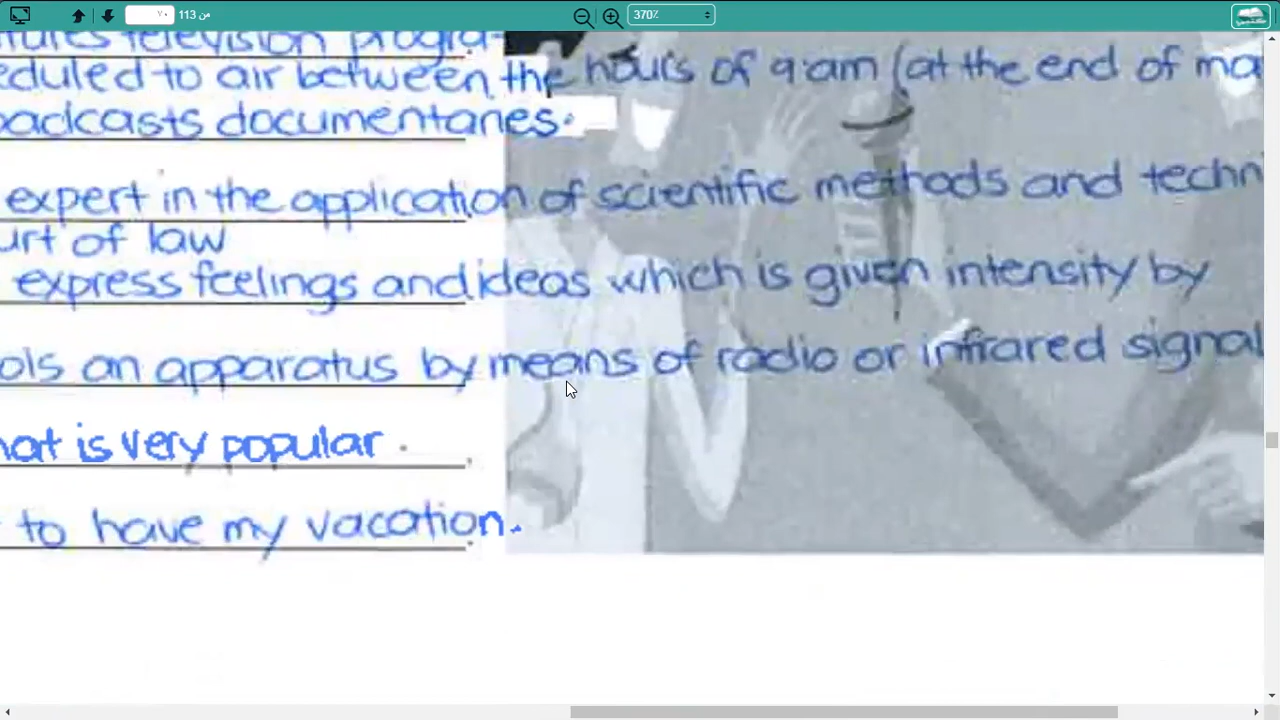 ٧٠ من 113 370٪
tures television progra-
eduled to air between the hours of 9:am (at the end of ma
oadcasts documentaries.
expert in the application of scientific methods and techn
urt of law
express feelings and ideas which is given intensity by
ols an apparatus by means of radio or infrared signal
hat is very popular.
to have my vacation.